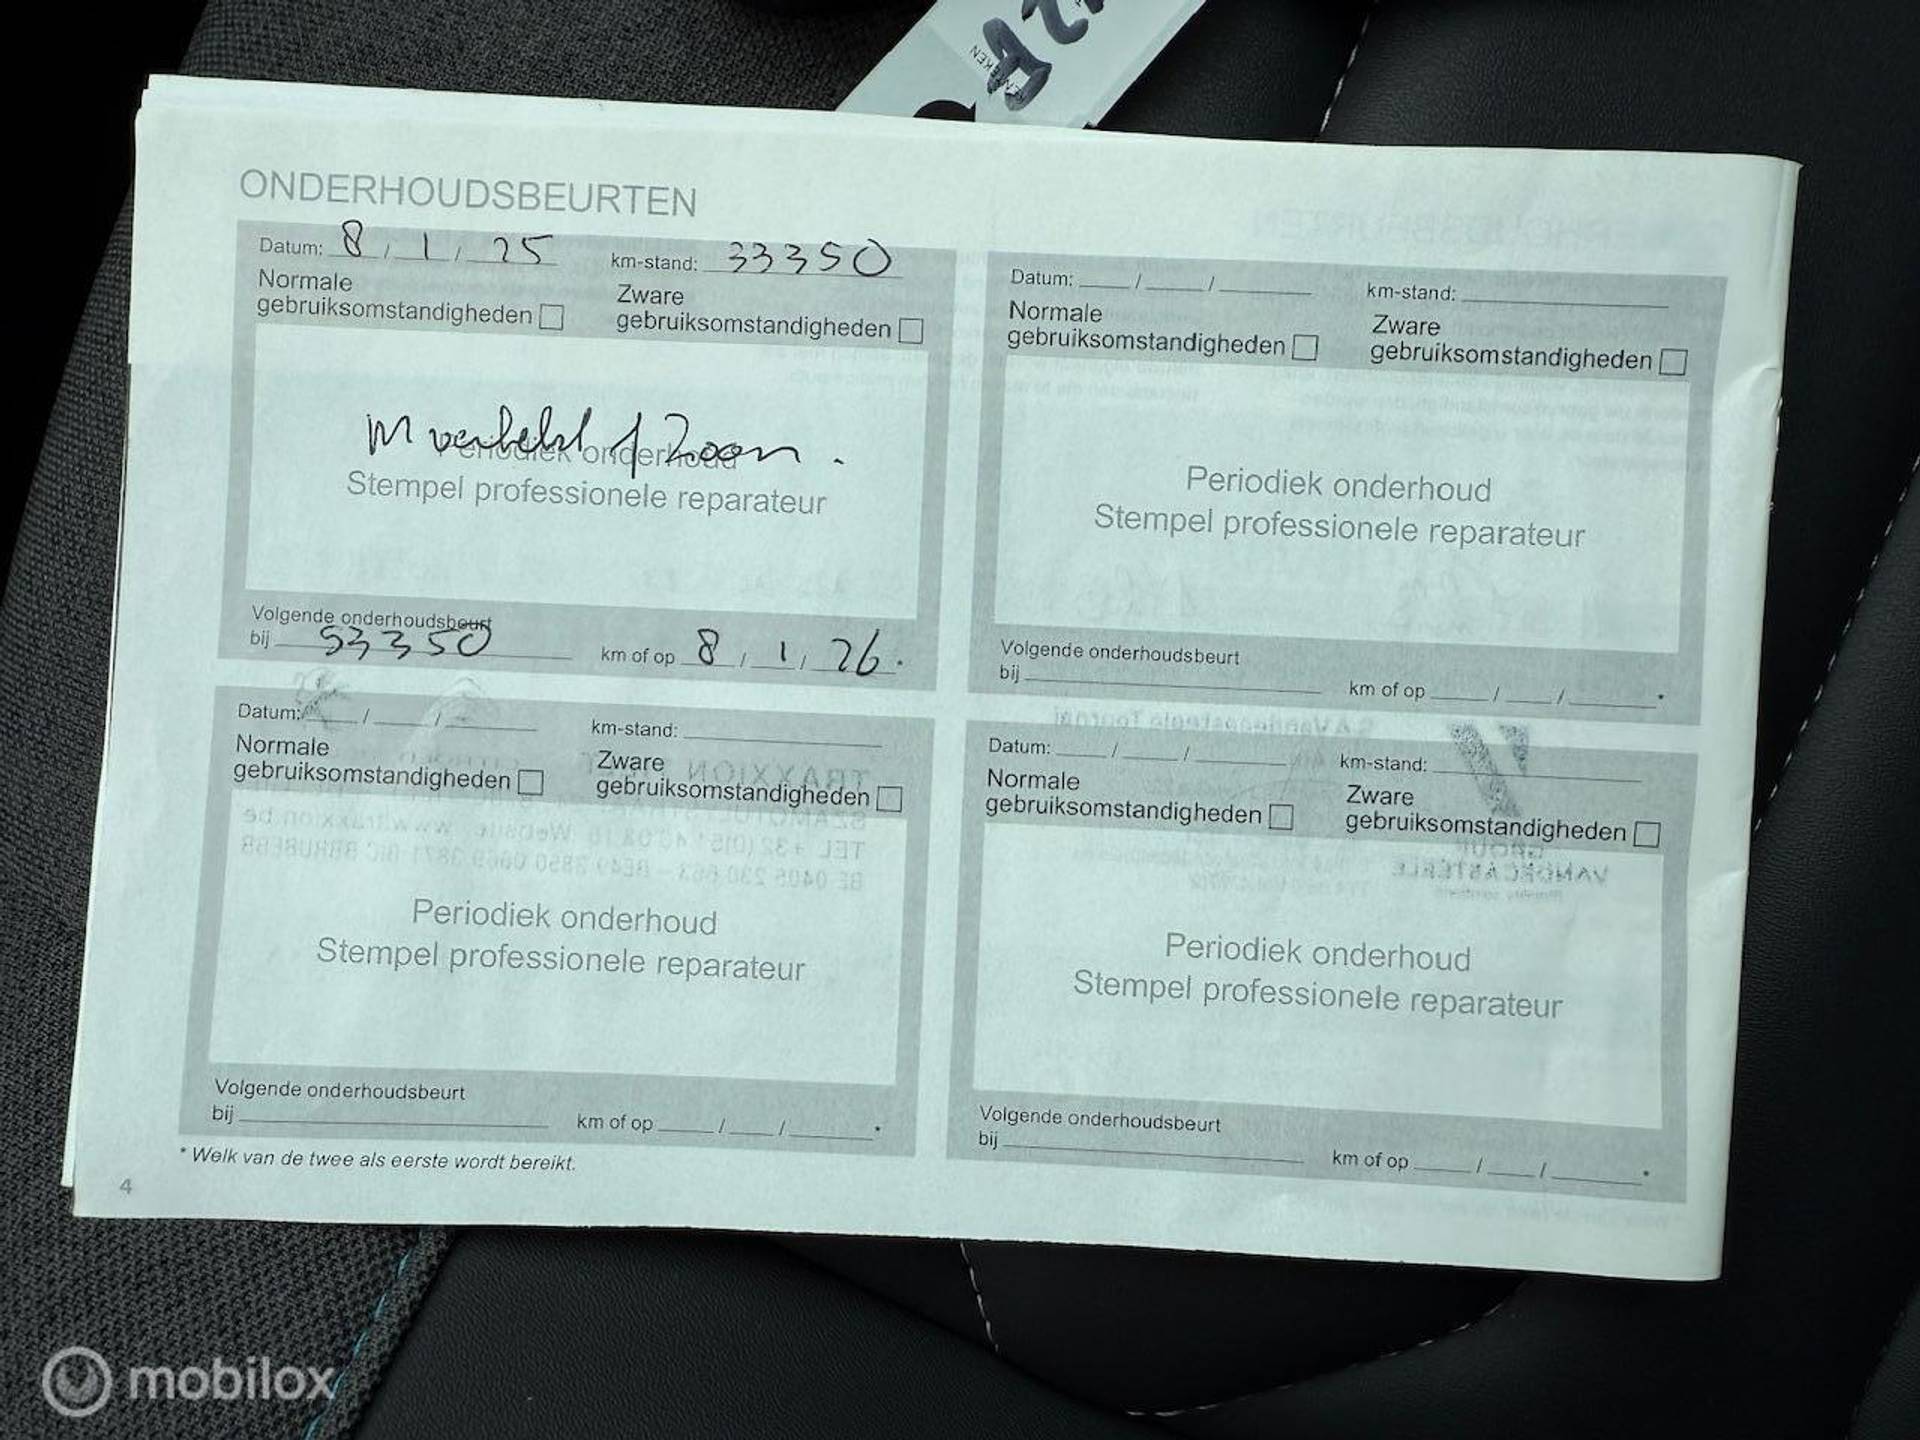 ONDERHOUDSBEURTEN
Datum: 8 / 1 / 25 km-stand: 33350
Normale gebruiksomstandigheden
Zware gebruiksomstandigheden
Periodiek onderhoud
Stempel professionele reparateur
Volgende onderhoudsbeurt
bij 53350 km of op 8 / 1 / 26 .
Datum: / / km-stand:
Normale gebruiksomstandigheden
Zware gebruiksomstandigheden
Periodiek onderhoud
Stempel professionele reparateur
Volgende onderhoudsbeurt
bij km of op / / *
Datum: / / km-stand:
Normale gebruiksomstandigheden
Zware gebruiksomstandigheden
Periodiek onderhoud
Stempel professionele reparateur
Volgende onderhoudsbeurt
bij km of op / / *
Datum: / / km-stand:
Normale gebruiksomstandigheden
Zware gebruiksomstandigheden
Periodiek onderhoud
Stempel professionele reparateur
Volgende onderhoudsbeurt
bij km of op / / *
* Welk van de twee als eerste wordt bereikt.
4
mobilox